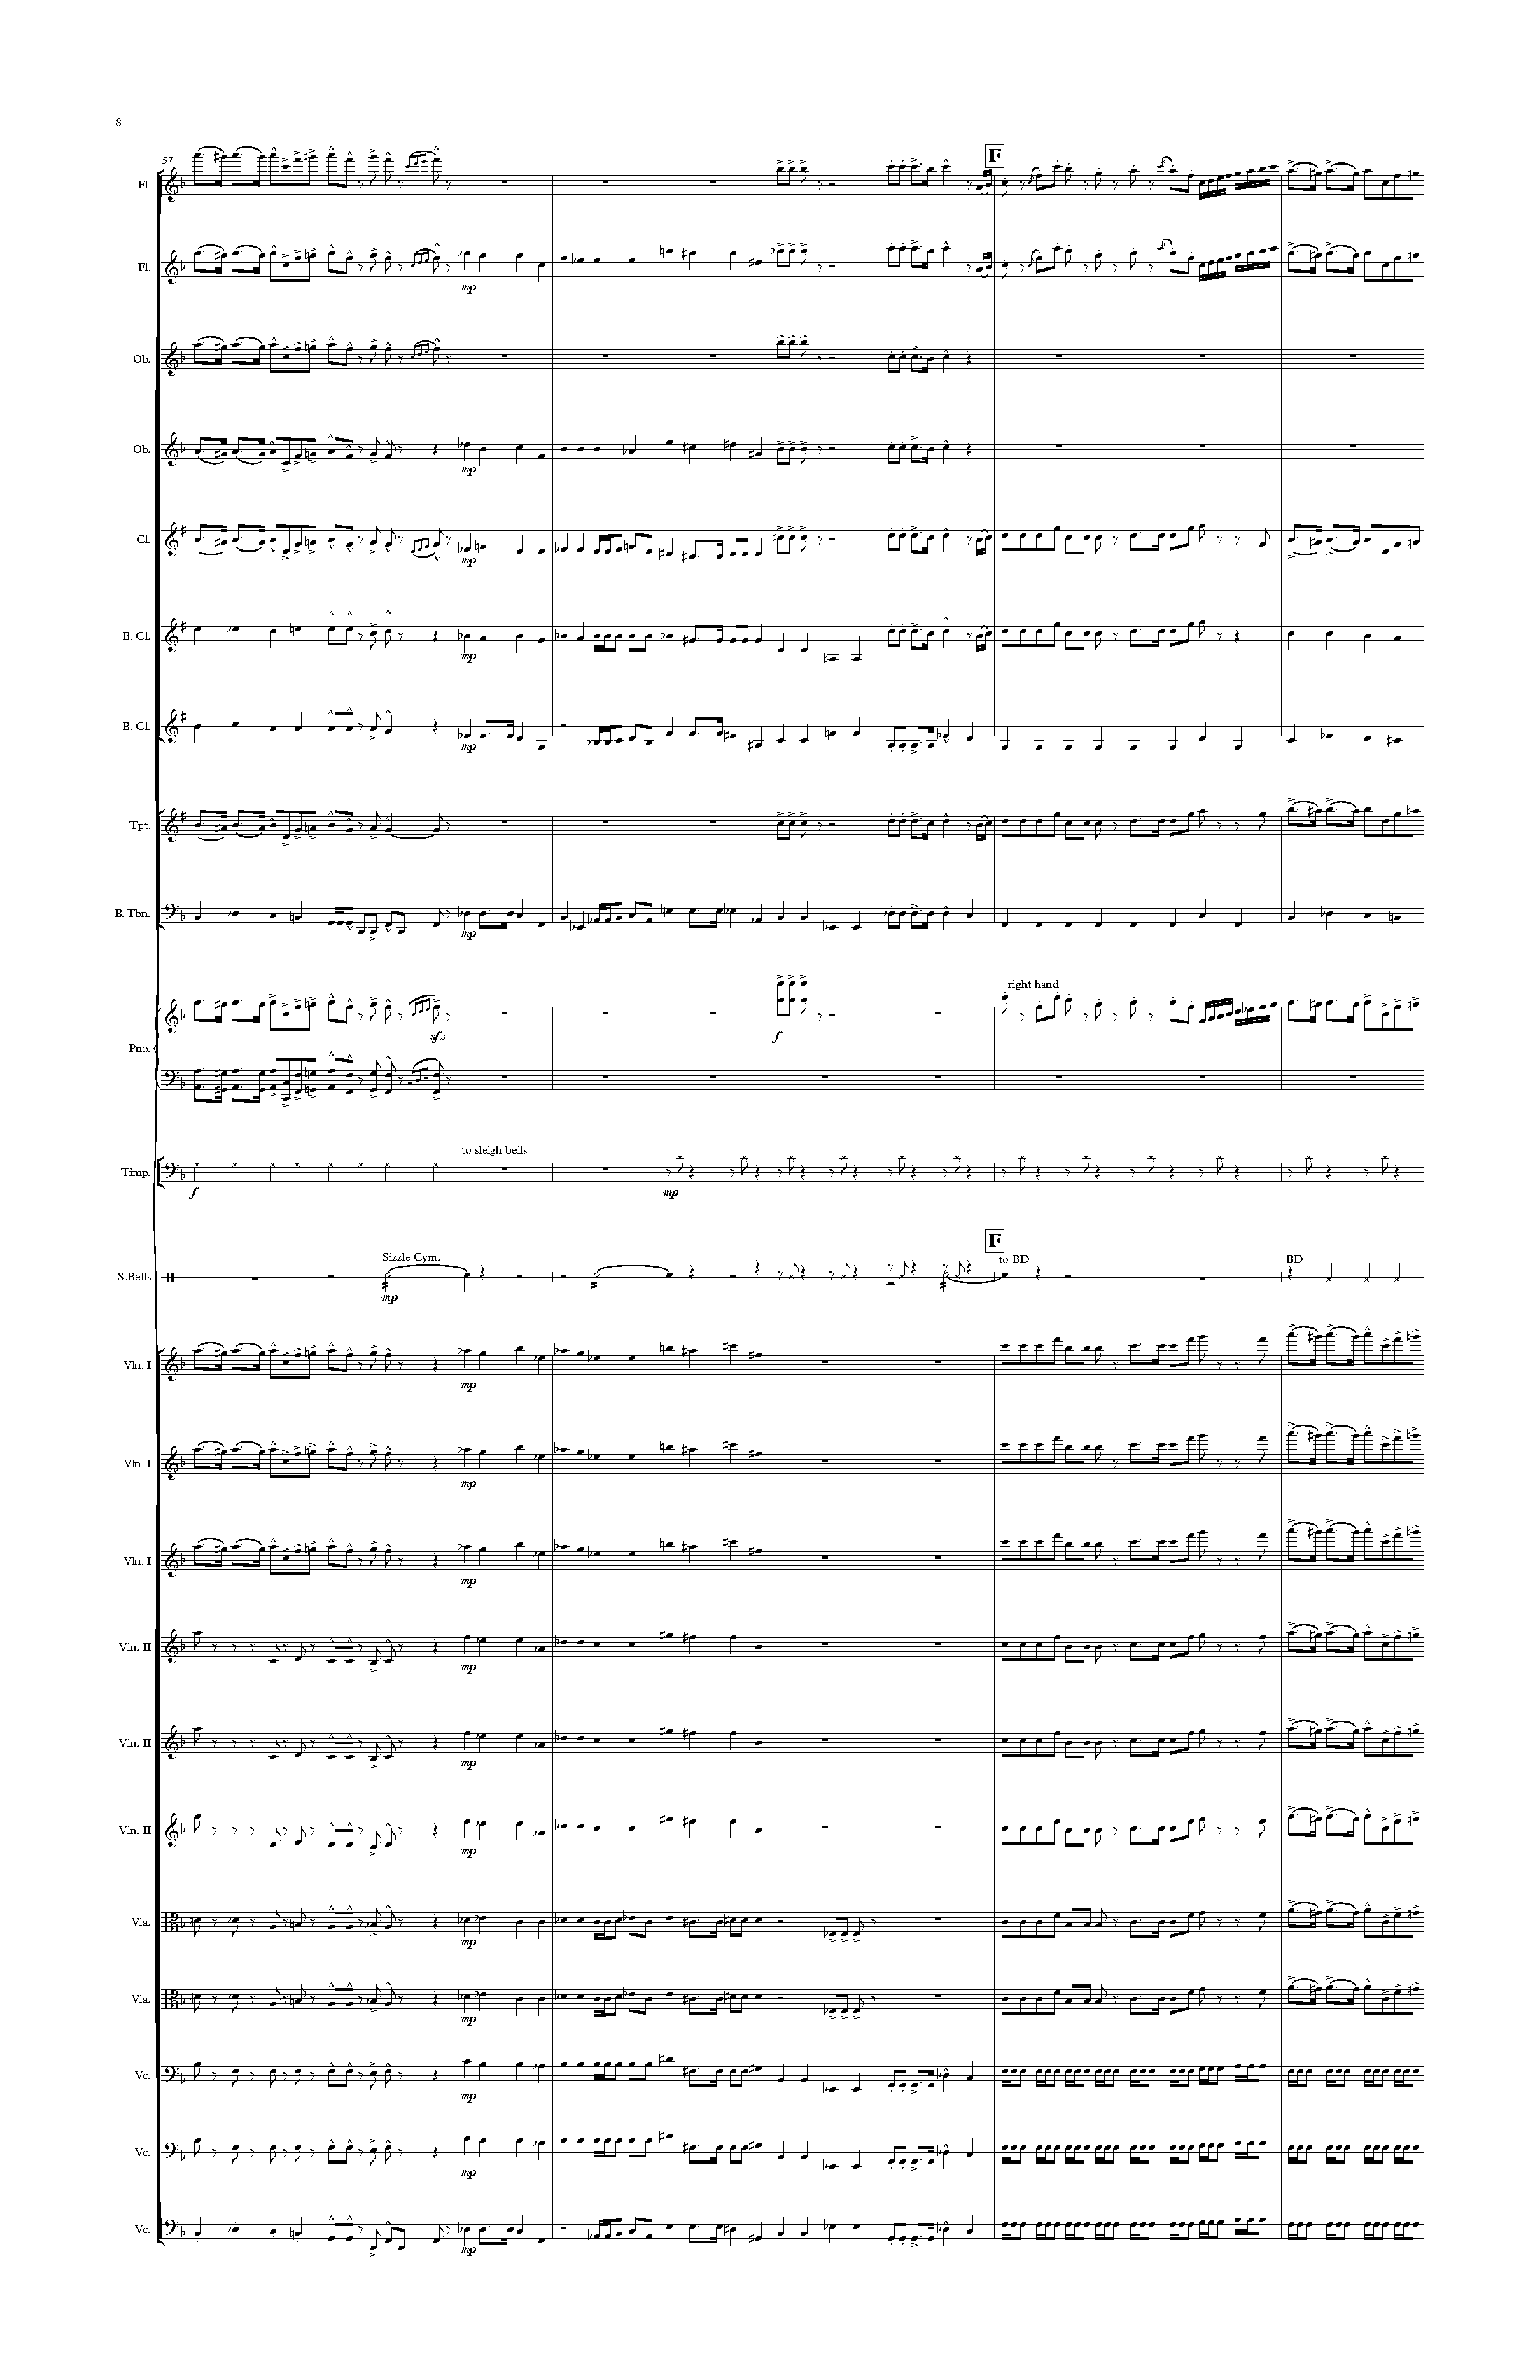 8
57
F
Fl.
Fl.
mp
Ob.
Ob.
mp
Cl.
mp
B. Cl.
mp
B. Cl.
mp
Tpt.
B. Tbn.
mp
right hand
sfz
f
Pno.
to sleigh bells
Timp.
f
mp
F
Sizzle Cym.
to BD
BD
S.Bells
mp
Vln. I
mp
Vln. I
mp
Vln. I
mp
Vln. II
mp
Vln. II
mp
Vln. II
mp
Vla.
mp
Vla.
mp
Vc.
mp
Vc.
mp
Vc.
mp